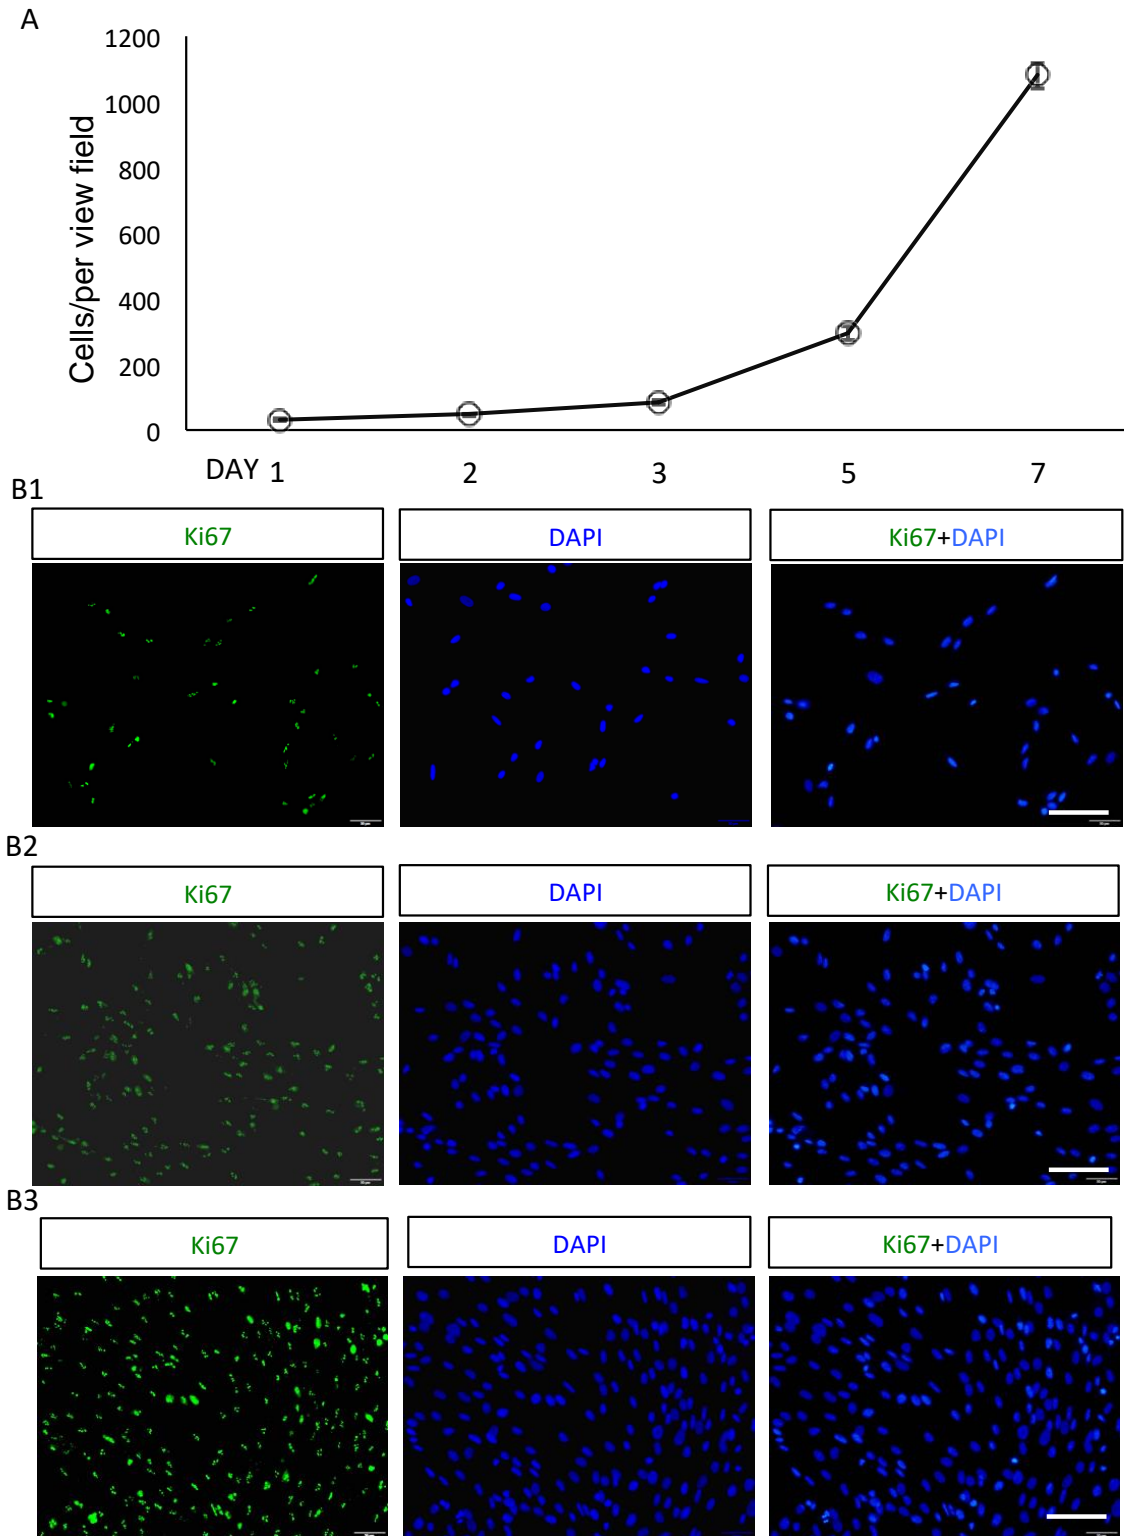 A
1200
1000
800
600
400
200
0
Cells/per view field
DAY 1 2 3 5 7
B1
Ki67 DAPI Ki67+DAPI
B2
Ki67 DAPI Ki67+DAPI
B3
Ki67 DAPI Ki67+DAPI